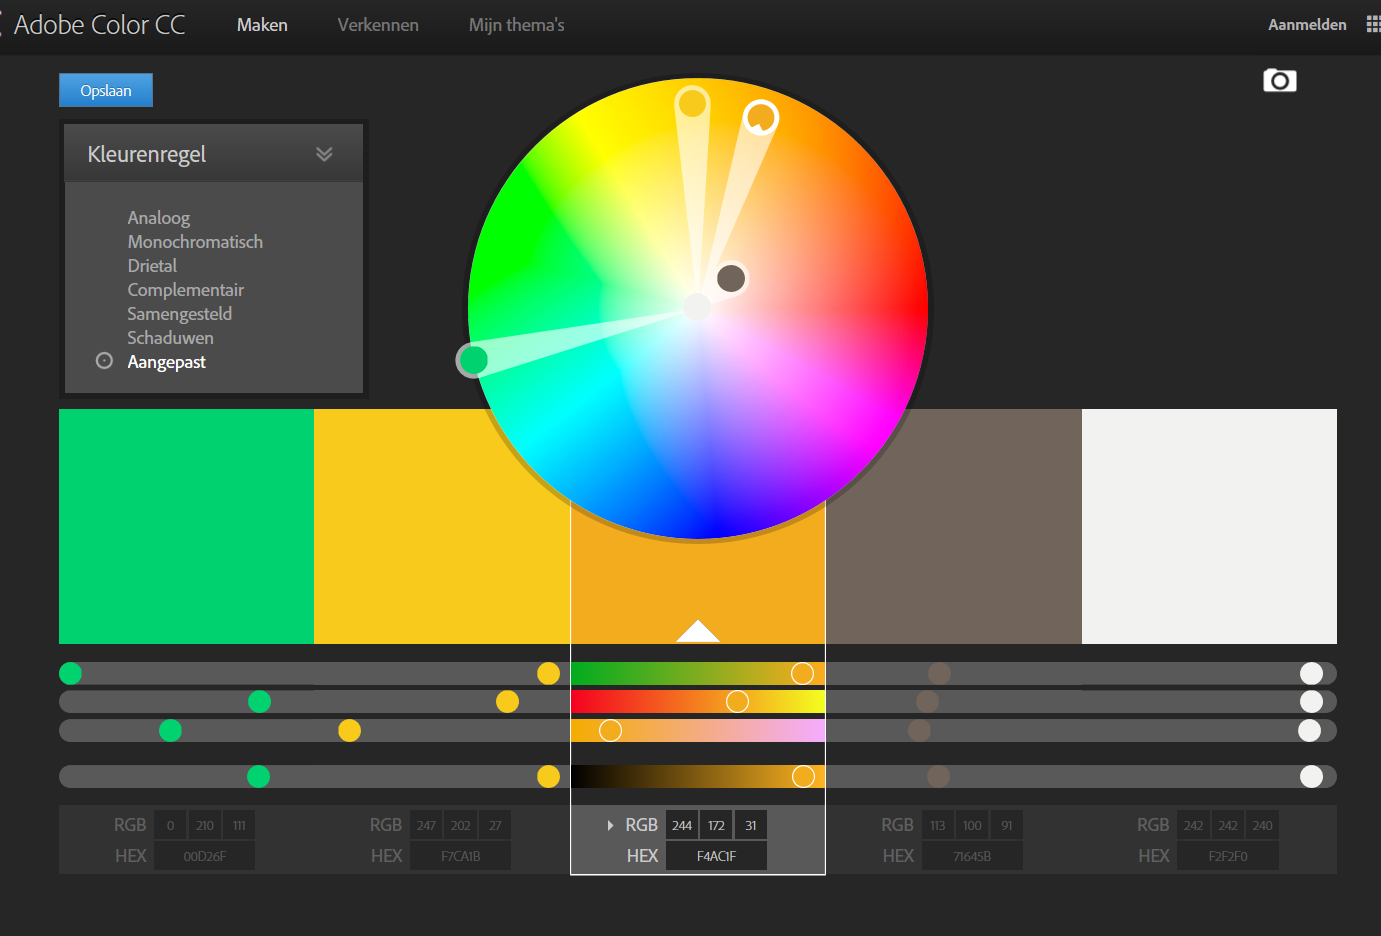 Adobe Color CC Maken Verkennen Mijn thema's Aanmelden
Opslaan
Kleurenregel
Analoog
Monochromatisch
Drietal
Complementair
Samengesteld
Schaduwen
Aangepast
RGB 0 210 111 RGB 247 202 27 RGB 244 172 31 RGB 113 100 91 RGB 242 242 240
HEX 00D26F HEX F7CA1B HEX F4AC1F HEX 71645B HEX F2F2F0